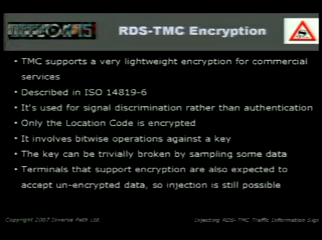 RDS-TMC Encryption
• TMC supports a very lightweight encryption for commercial
services
• Described in ISO 14819-6
• It's used for signal discrimination rather than authentication
• Only the Location Code is encrypted
• It involves bitwise operations against a key
• The key can be trivially broken by sampling some data
• Terminals that support encryption are also expected to
accept un-encrypted data, so injection is still possible
Copyright 2007 Inverse Path Ltd.
Injecting RDS-TMC Traffic Information Sign